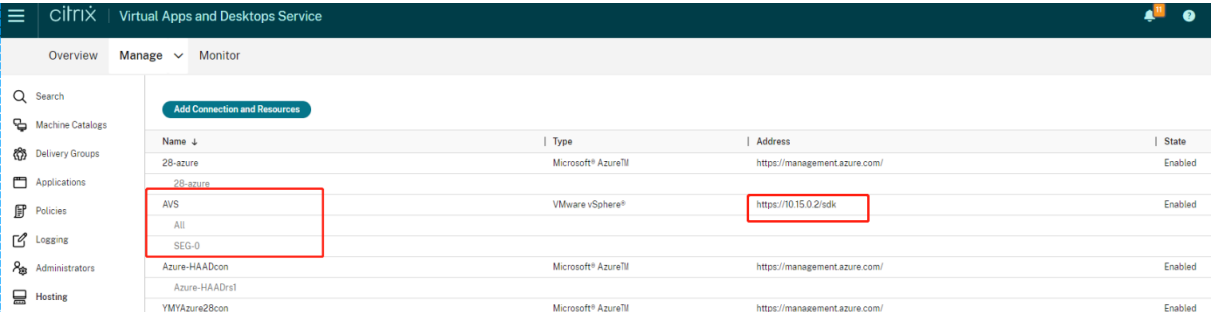 citrix | Virtual Apps and Desktops Service 11 ?
Overview Manage Monitor
Search
Machine Catalogs
Delivery Groups
Applications
Policies
Logging
Administrators
Hosting
Add Connection and Resources
Name ↓ | Type | Address | State
28-azure Microsoft® Azure™ https://management.azure.com/ Enabled
28-azure
AVS VMware vSphere® https://10.15.0.2/sdk Enabled
All
SEG-0
Azure-HAADcon Microsoft® Azure™ https://management.azure.com/ Enabled
Azure-HAADrs1
YMYAzure28con Microsoft® Azure™ https://management.azure.com/ Enabled